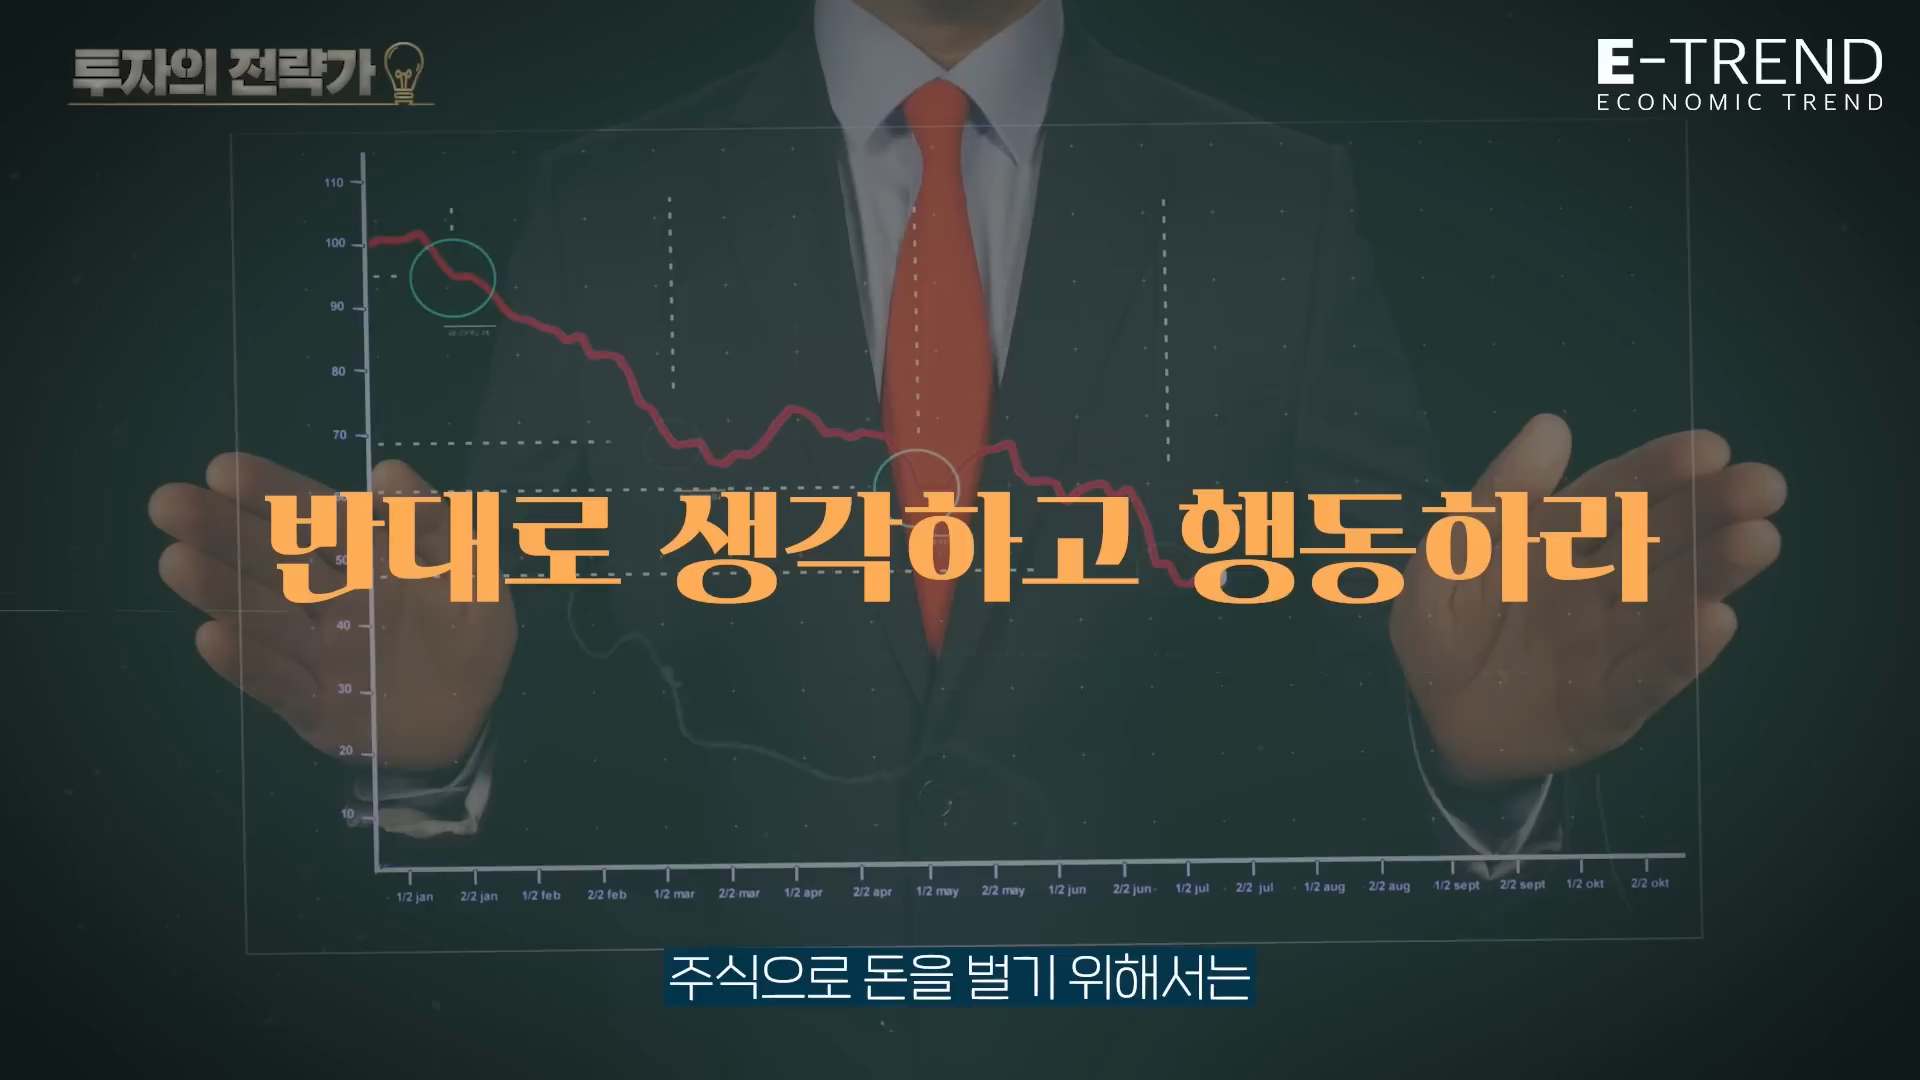 투자의 전략가
E-TREND
ECONOMIC TREND
110
100
90
80
70
반대로 생각하고 행동하라
50
40
30
20
10
1/2 jan 2/2 jan 1/2 feb 2/2 feb 1/2 mar 2/2 mar 1/2 apr 2/2 apr 1/2 may 2/2 may 1/2 jun 2/2 jun 1/2 jul 2/2 jul 1/2 aug 2/2 aug 1/2 sept 2/2 sept 1/2 okt 2/2 okt
주식으로 돈을 벌기 위해서는